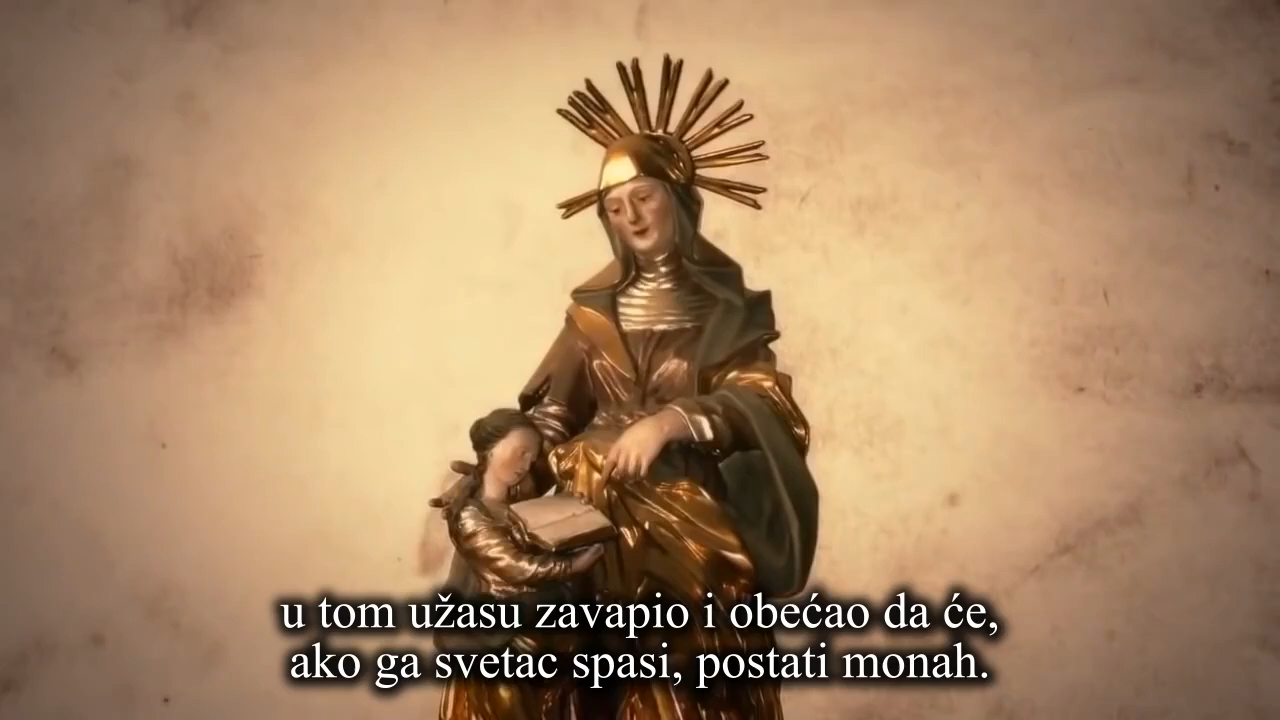 u tom užasu zavapio i obećao da će,
ako ga svetac spasi, postati monah.